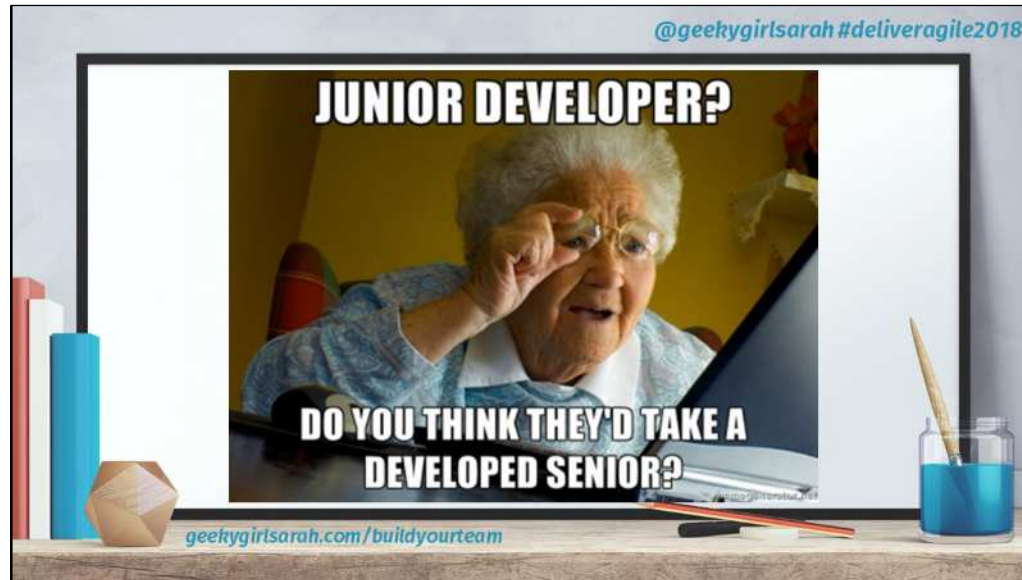 @geekygirlsarah #deliveragile2018
JUNIOR DEVELOPER?
DO YOU THINK THEY'D TAKE A
DEVELOPED SENIOR?
geekygirlsarah.com/buildyourteam